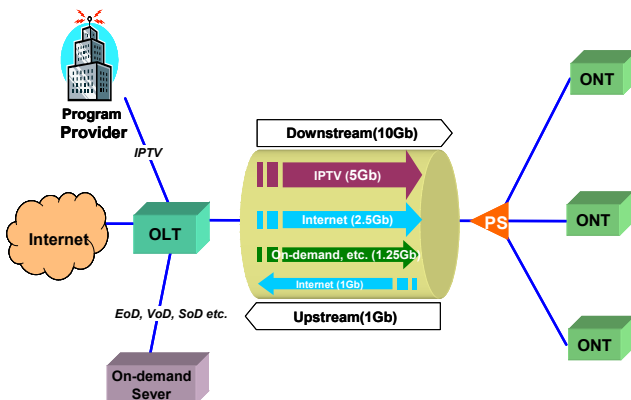 Program
Provider
IPTV
Internet
OLT
EoD, VoD, SoD etc.
On-demand
Sever
Downstream(10Gb)
IPTV (5Gb)
Internet (2.5Gb)
On-demand, etc. (1.25Gb)
Internet (1Gb)
Upstream(1Gb)
PS
ONT
ONT
ONT